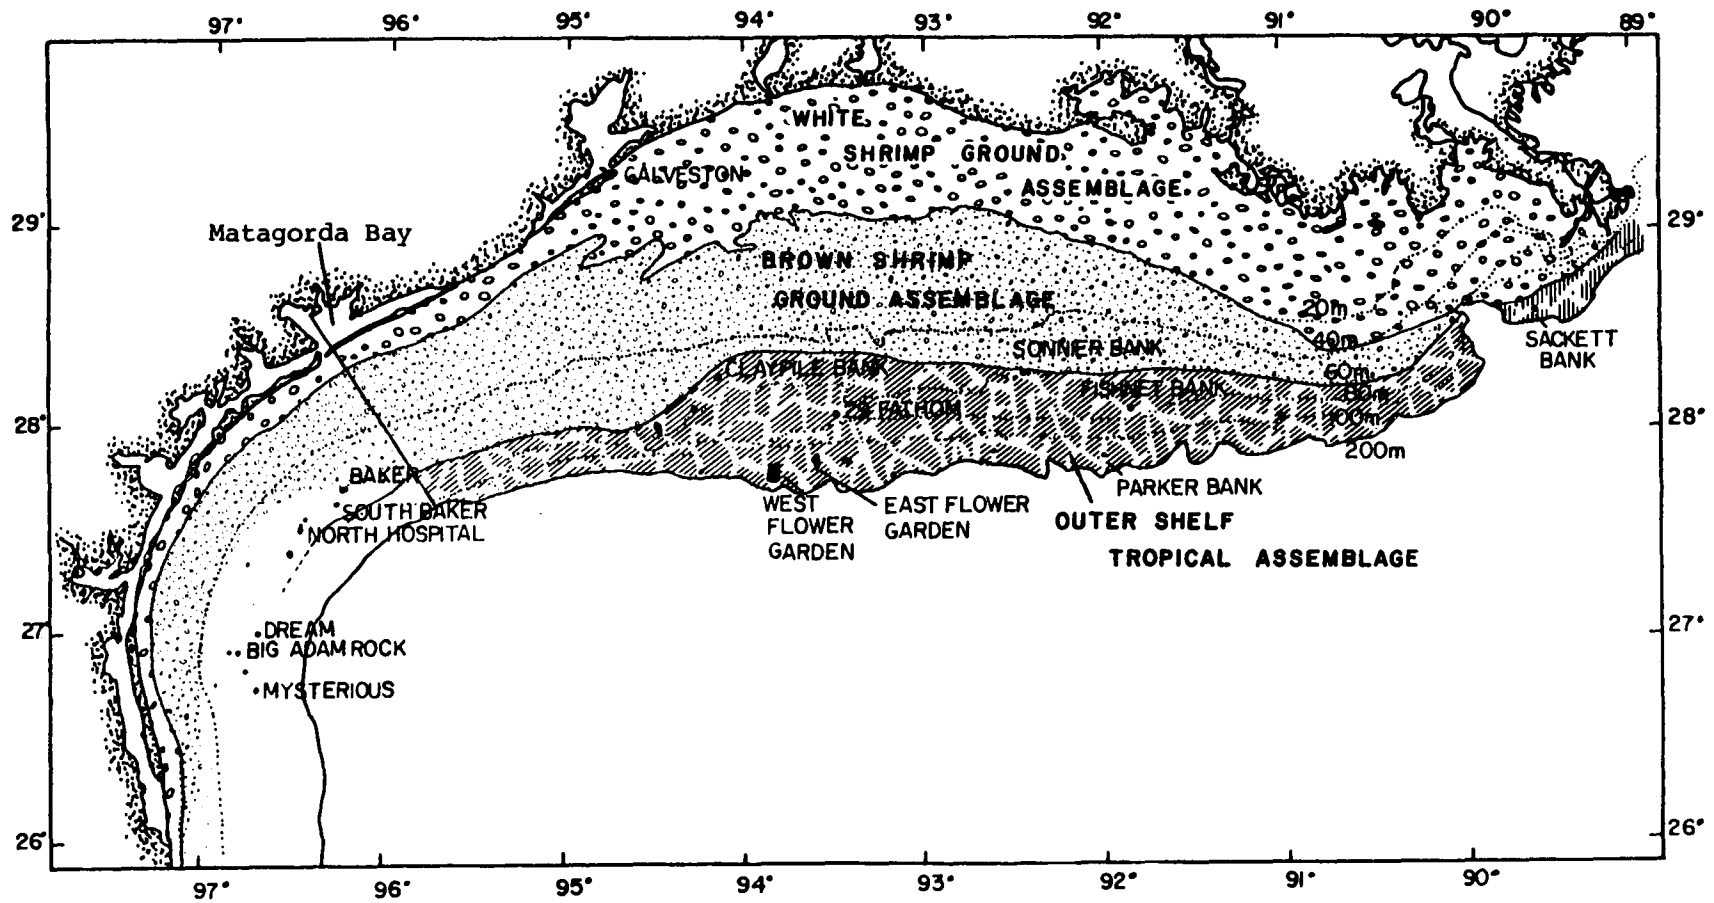 97° 96° 95° 94° 93° 92° 91° 90° 89°
WHITE
SHRIMP GROUND
GALVESTON
ASSEMBLAGE
29° 29°
Matagorda Bay
BROWN SHRIMP
GROUND ASSEMBLAGE
20m
40m
SACKETT
BANK
SONNIER BANK
60m
CLAYPILE BANK
FISHNET BANK
80m
28 FATHOM
100m
28° 28°
200m
BAKER
PARKER BANK
SOUTH BAKER
NORTH HOSPITAL
WEST
FLOWER
GARDEN
EAST FLOWER
GARDEN
OUTER SHELF
TROPICAL ASSEMBLAGE
27° 27°
DREAM
BIG ADAM ROCK
MYSTERIOUS
26° 26°
97° 96° 95° 94° 93° 92° 91° 90°